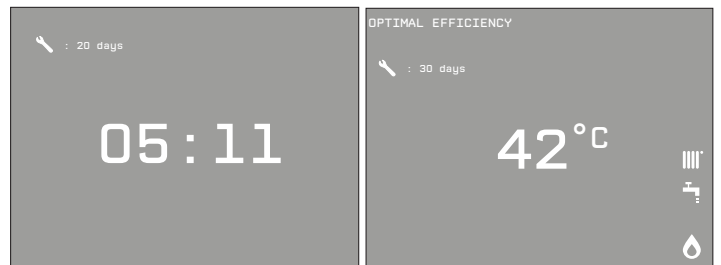 : 20 days
05:11
OPTIMAL EFFICIENCY
: 30 days
42°C